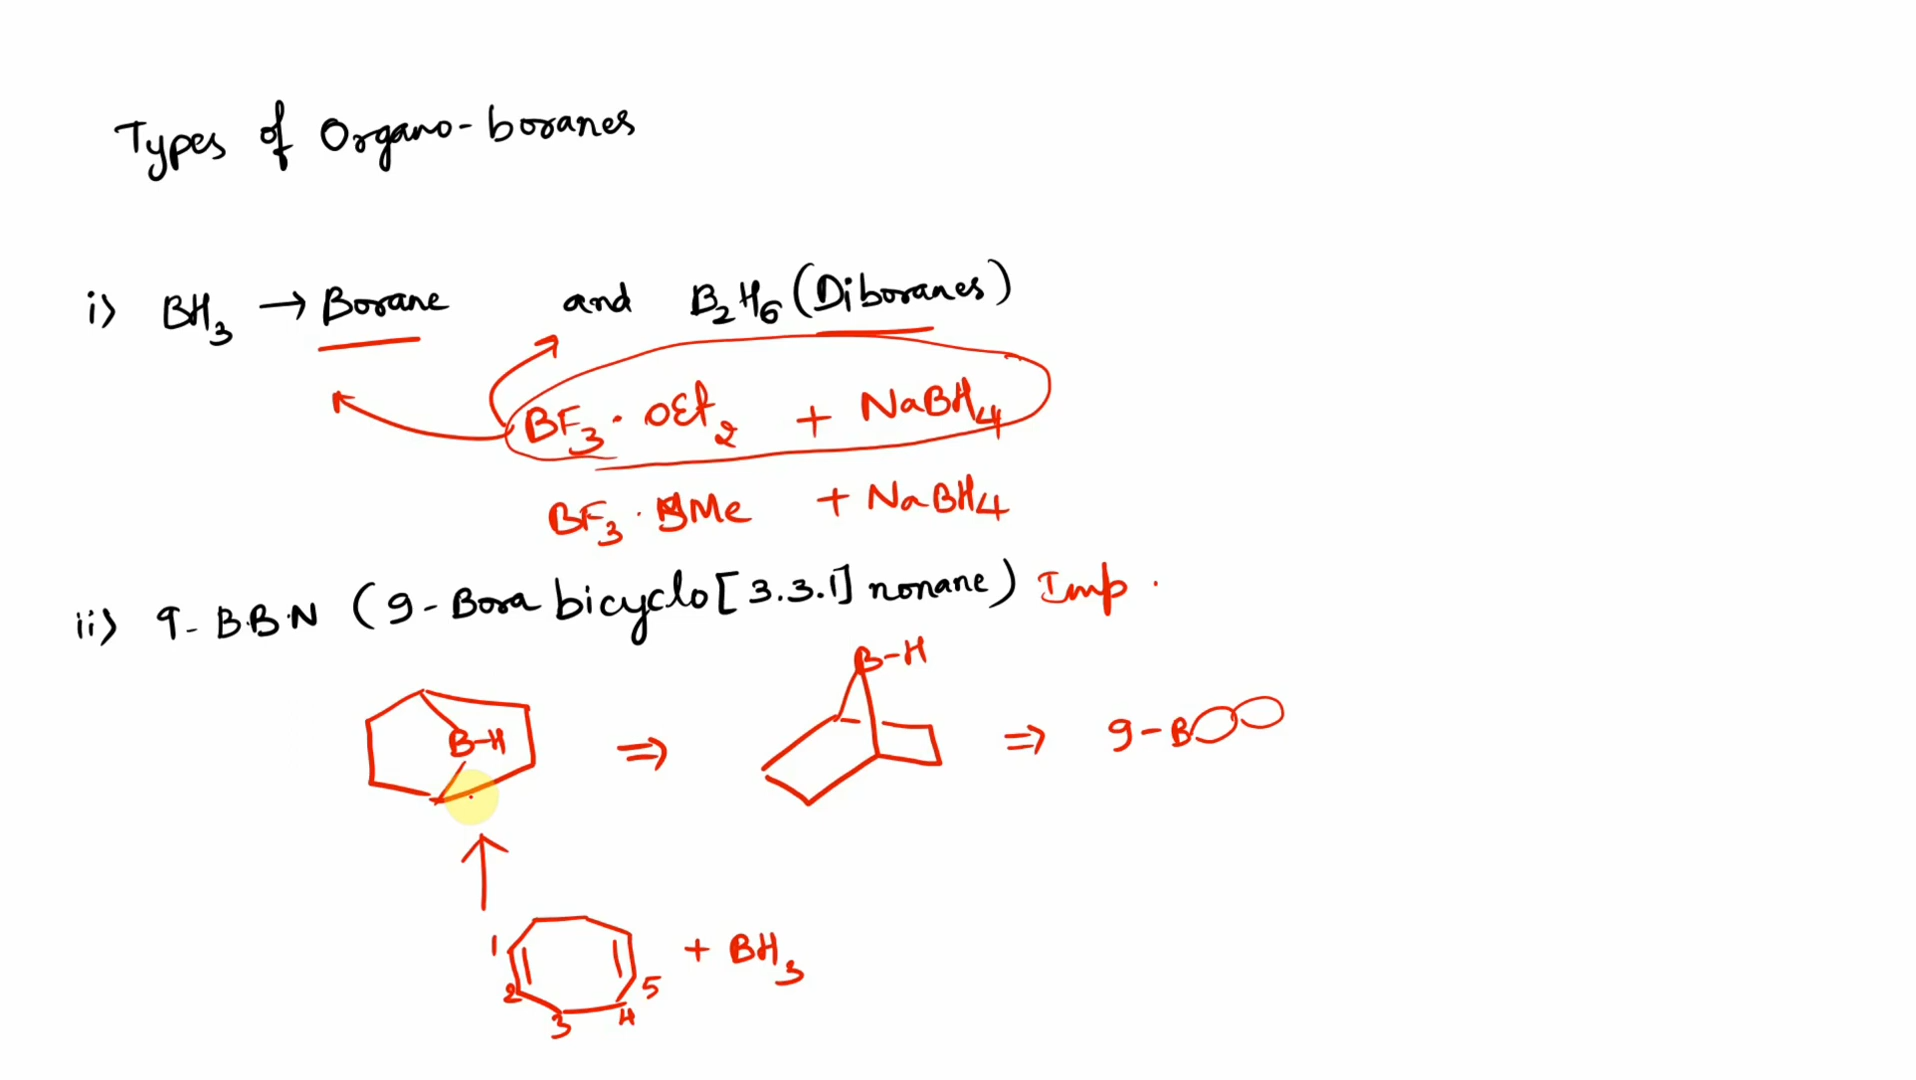 Types of Organo-boranes
i) BH3 → Borane and B2H6 (Diboranes)
BF3 · OEt2 + NaBH4
BF3 · SMe + NaBH4
ii) 9-B.B.N (9-Bora bicyclo[3.3.1] nonane) Imp.
B-H
B-H ⇒ ⇒ 9-B
1 + BH3
2 5
3 4